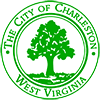 • THE CITY OF CHARLESTON •
WEST VIRGINIA